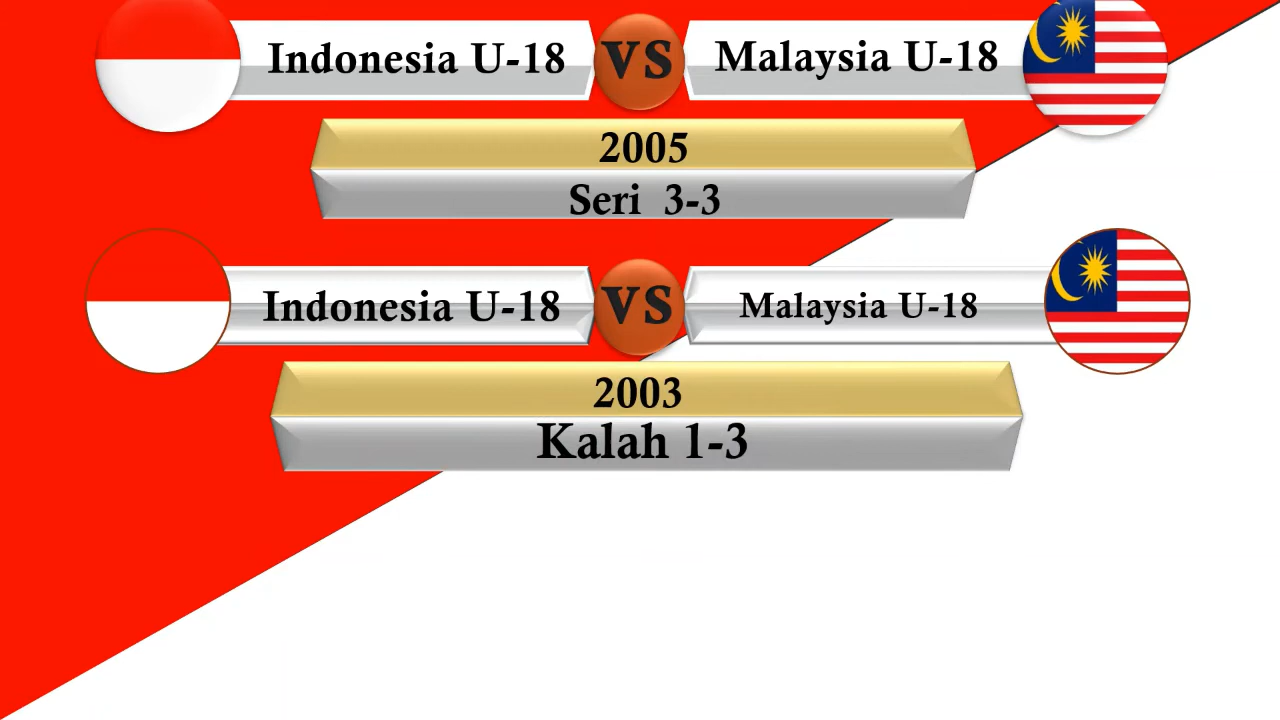 Indonesia U-18 VS Malaysia U-18
2005
Seri 3-3
Indonesia U-18 VS Malaysia U-18
2003
Kalah 1-3